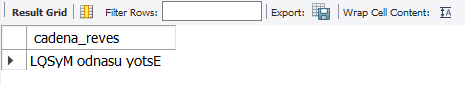 Result Grid Filter Rows: Export: Wrap Cell Content:
cadena_reves
LQSyM odnasu yotsE